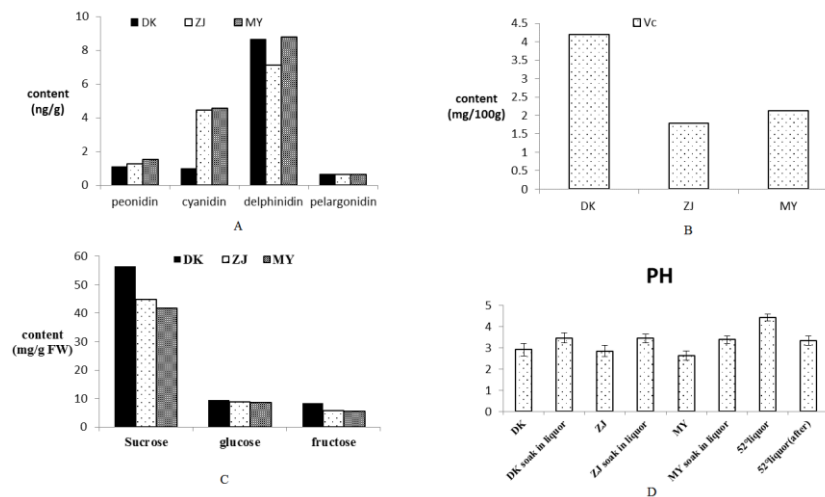 DK ZJ MY
10
8
6
4
2
0
content
(ng/g)
peonidin cyanidin delphinidin pelargonidin
A
Vc
4.5
4
3.5
3
2.5
2
1.5
1
0.5
0
content
(mg/100g)
DK ZJ MY
B
DK ZJ MY
60
50
40
30
20
10
0
content
(mg/g FW)
Sucrose glucose fructose
C
PH
5
4
3
2
1
0
DK
DK soak in liquor
ZJ
ZJ soak in liquor
MY
MY soak in liquor
52°liquor
52°liquor(after)
D